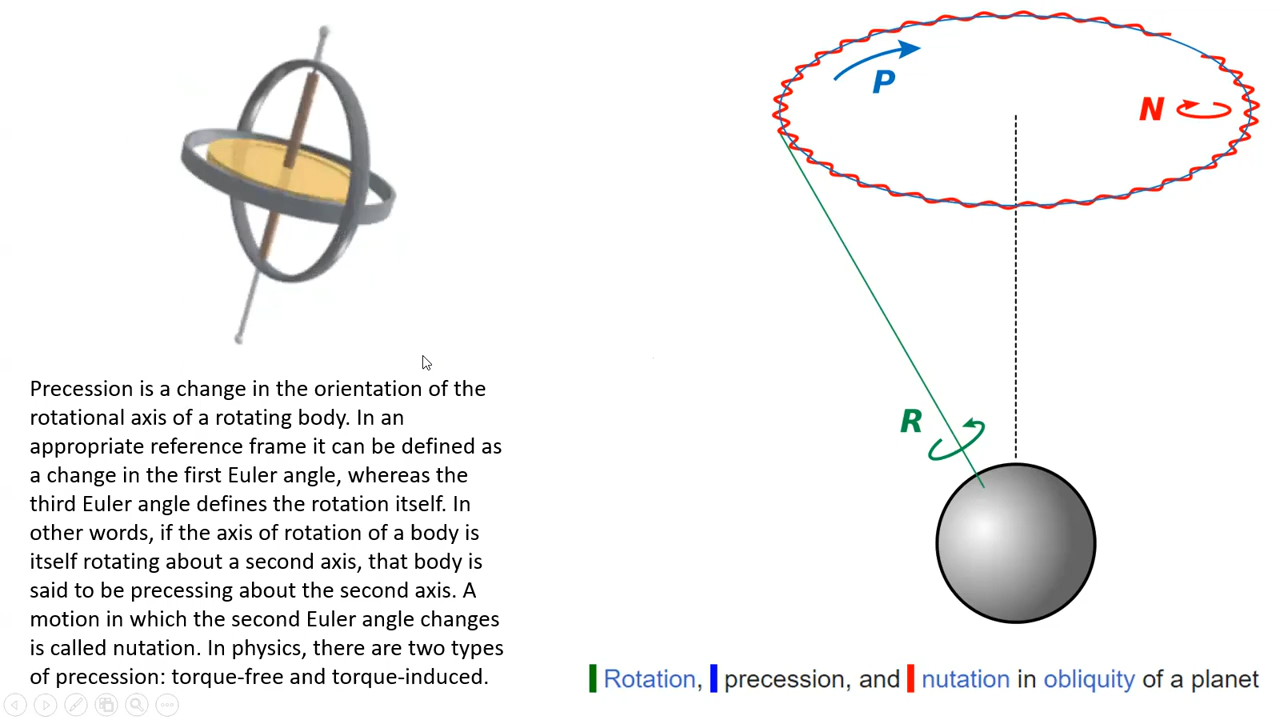 P
N
R
Precession is a change in the orientation of the
rotational axis of a rotating body. In an
appropriate reference frame it can be defined as
a change in the first Euler angle, whereas the
third Euler angle defines the rotation itself. In
other words, if the axis of rotation of a body is
itself rotating about a second axis, that body is
said to be precessing about the second axis. A
motion in which the second Euler angle changes
is called nutation. In physics, there are two types
of precession: torque-free and torque-induced.
Rotation, precession, and nutation in obliquity of a planet